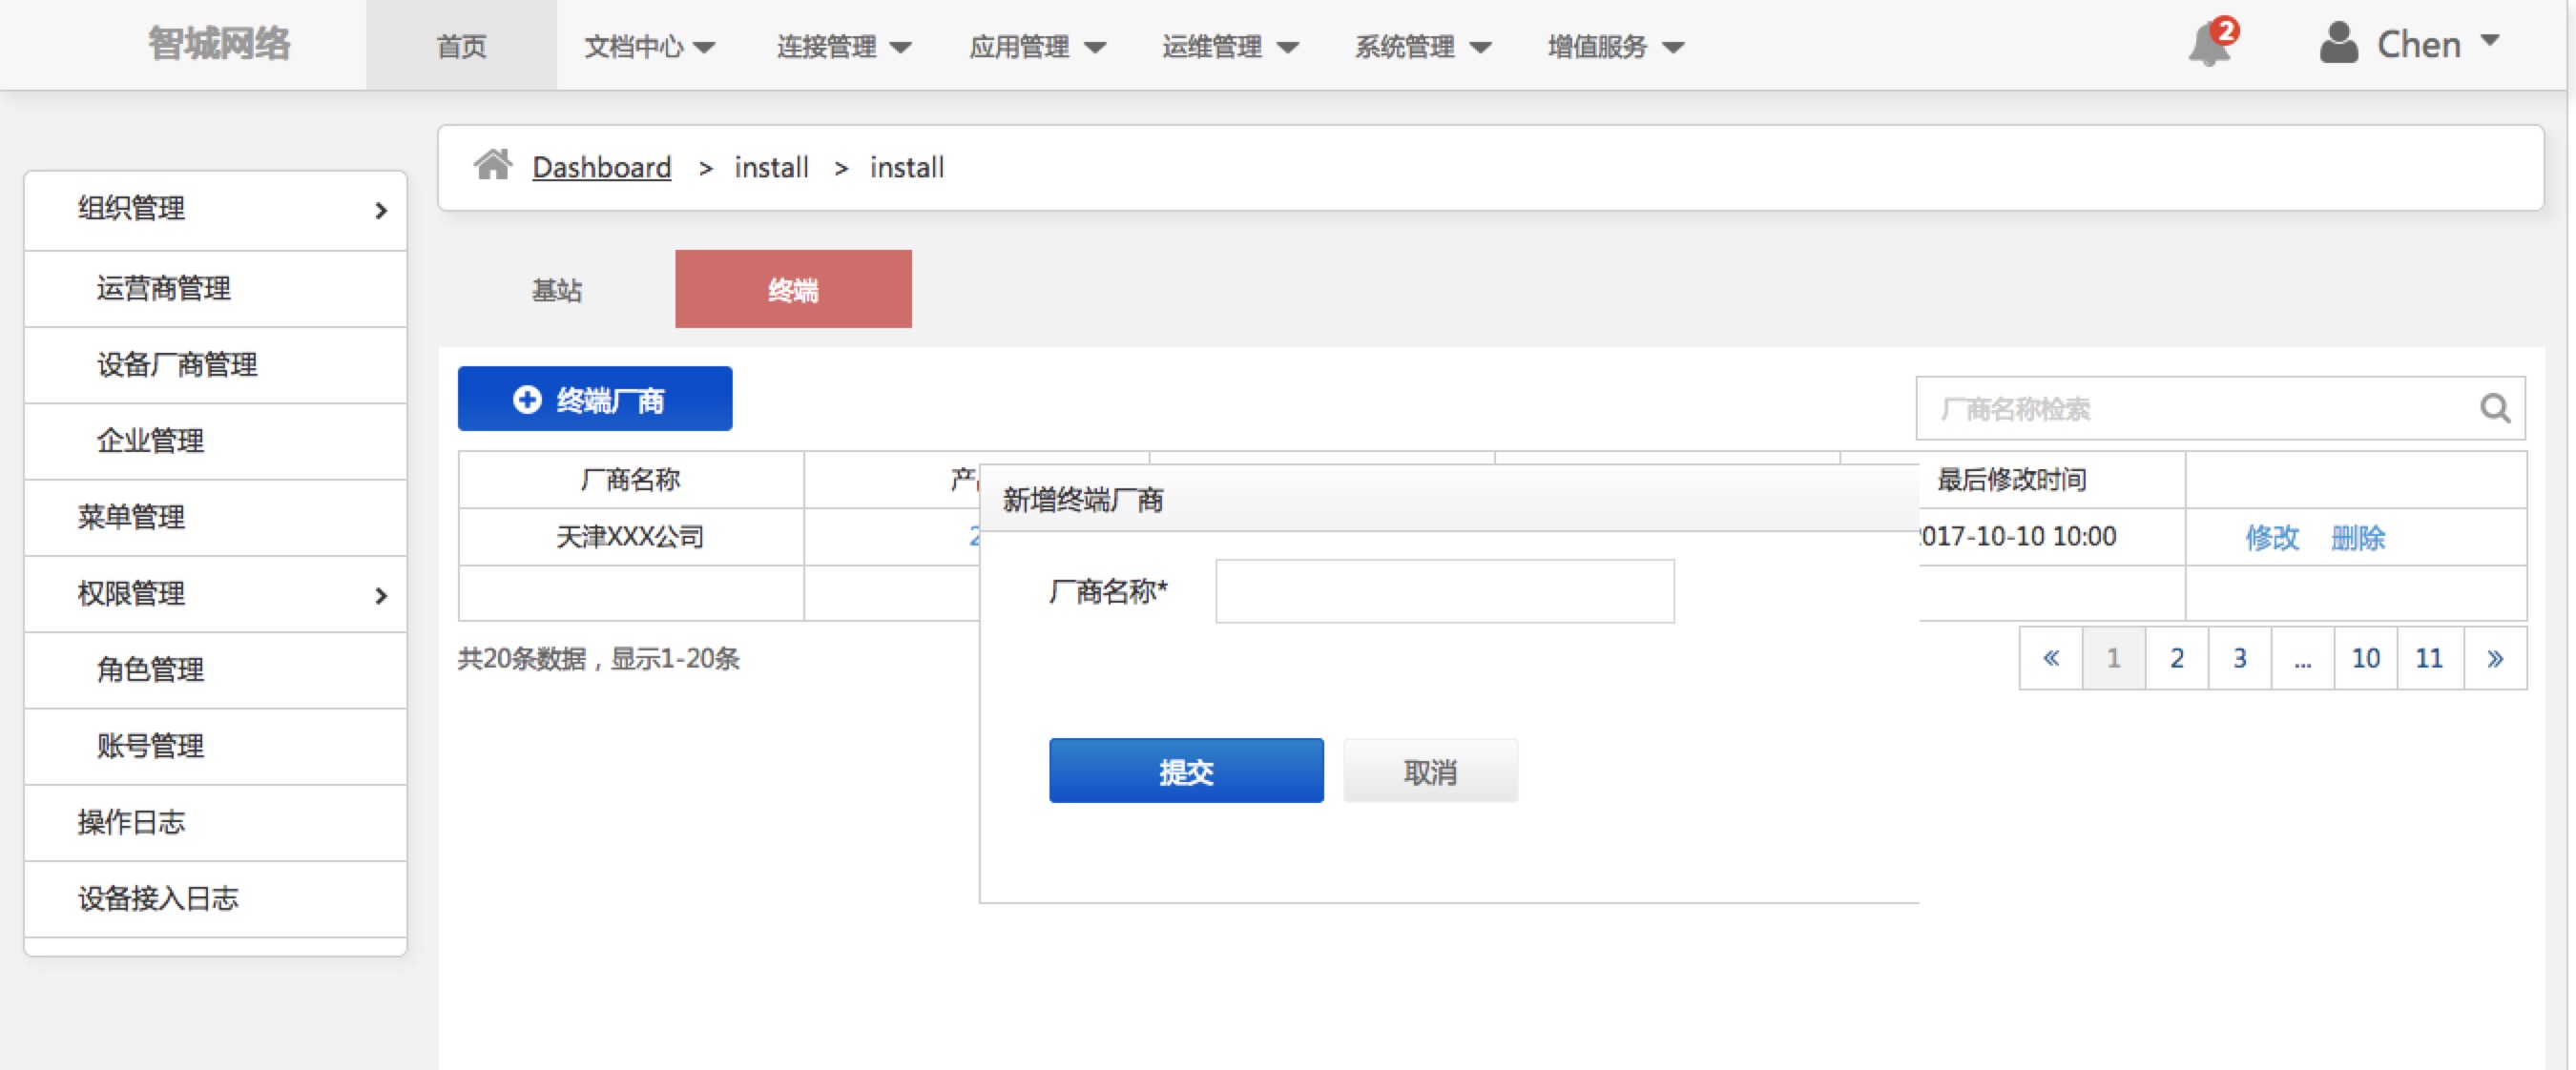 智城网络
首页
文档中心
连接管理
应用管理
运维管理
系统管理
增值服务
2
Chen
Dashboard > install > install
组织管理
运营商管理
设备厂商管理
企业管理
菜单管理
权限管理
角色管理
账号管理
操作日志
设备接入日志
基站
终端
终端厂商
厂商名称检索
厂商名称
最后修改时间
天津XXX公司
2
017-10-10 10:00
修改
删除
新增终端厂商
厂商名称*
提交
取消
共20条数据，显示1-20条
«
1
2
3
...
10
11
»